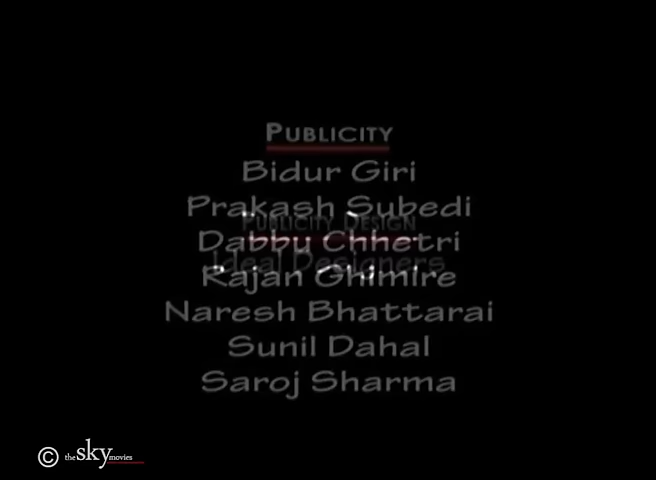 PUBLICITY
Bidur Giri
Prakash Subedi
PUBLICITY DESIGN
Dabbu Chhetri
Ideal Designers
Rajan Ghimire
Naresh Bhattarai
Sunil Dahal
Saroj Sharma
© the sky movies